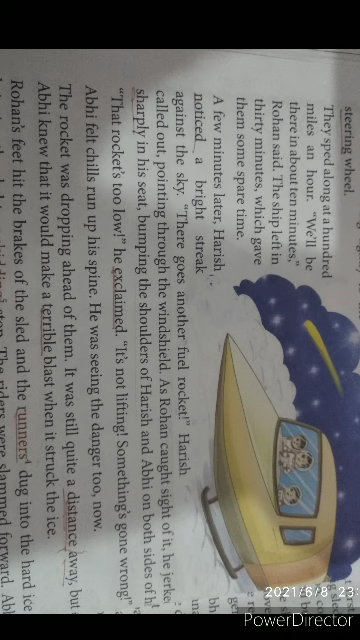 steering wheel.
They sped along at a hundred
miles an hour. "We'll be
there in about ten minutes,"
Rohan said. The ship left in
thirty minutes, which gave
them some spare time.
A few minutes later, Harish
noticed a bright streak
against the sky. "There goes another fuel rocket!" Harish
called out, pointing through the windshield. As Rohan caught sight of it, he
sharply in his seat, bumping the shoulders of Harish and Abhi on both sides of
"That rocket's too low!" he exclaimed. "It's not lifting! Something's gone wrong!"
Abhi felt chills run up his spine. He was seeing the danger too, now.
The rocket was dropping ahead of them. It was still quite a distance away, but
Abhi knew that it would make a terrible blast when it struck the ice.
Rohan's feet hit the brakes of the sled and the runners⁴ dug into the hard ice
stop. The riders were slammed forward.
2021/6/8 23:
PowerDirector